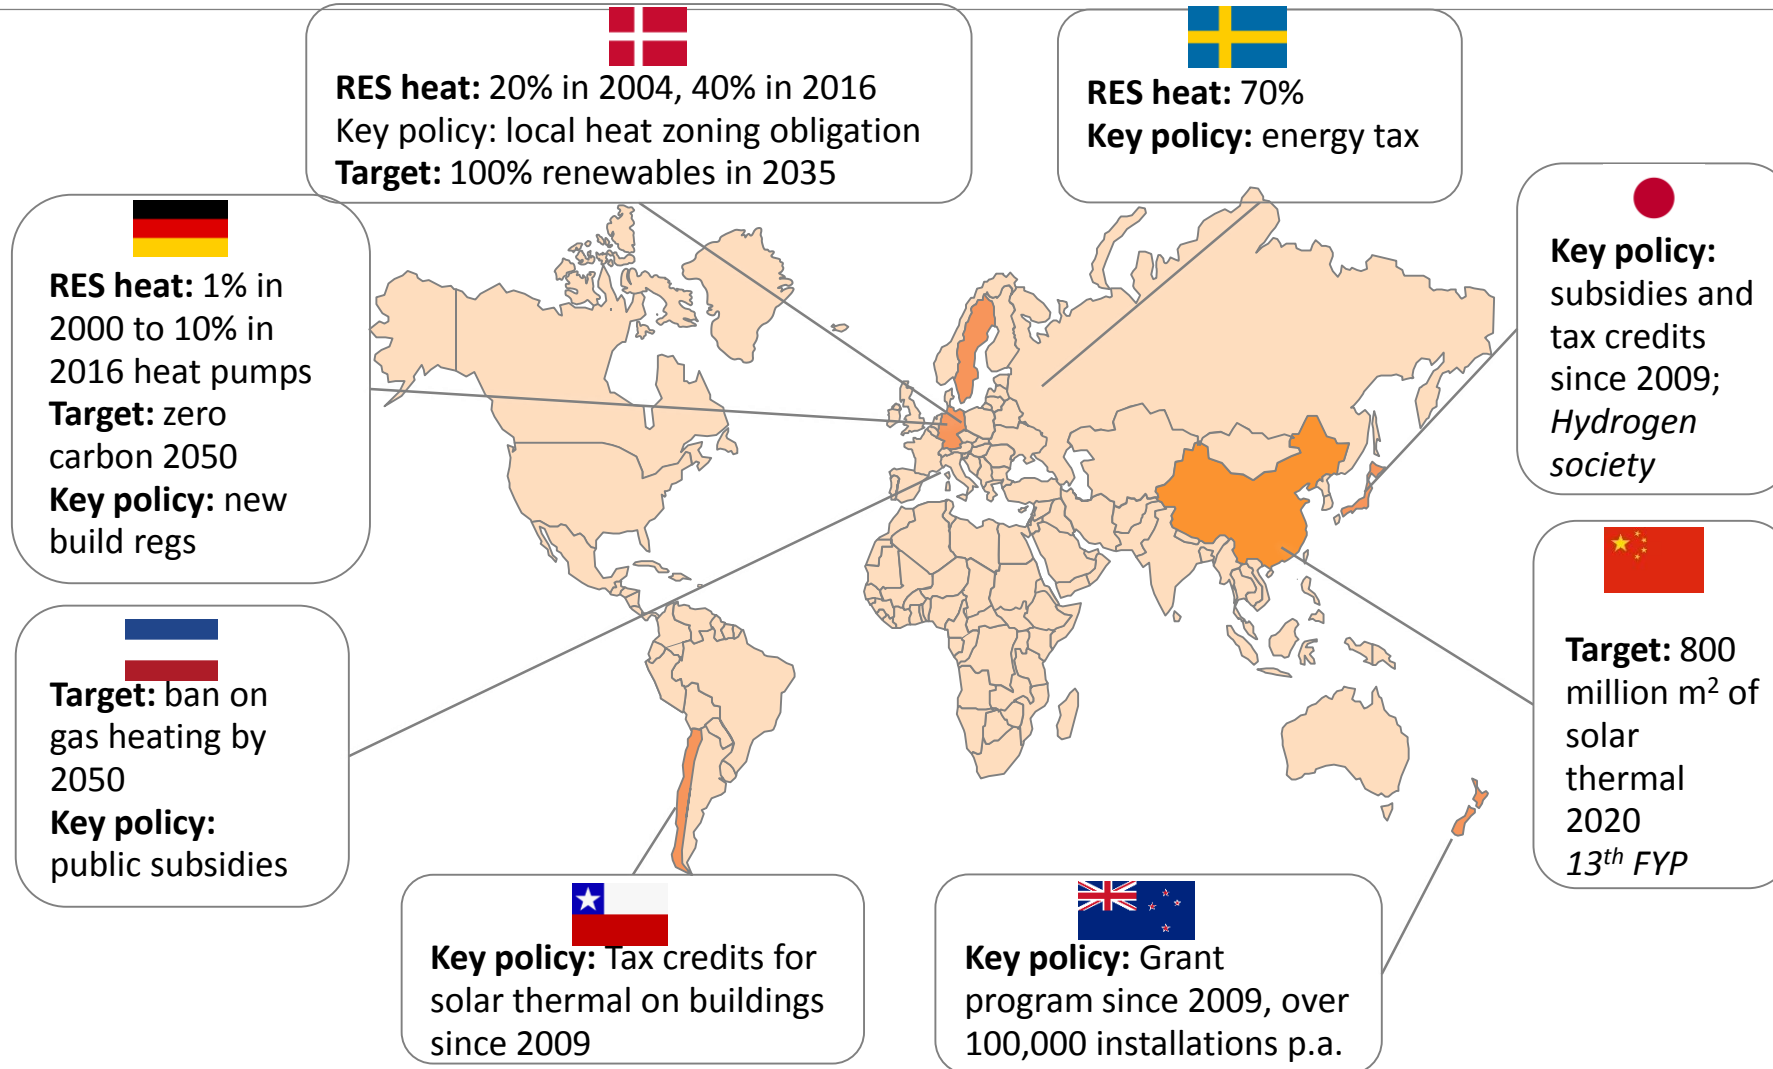 RES heat: 20% in 2004, 40% in 2016
Key policy: local heat zoning obligation
Target: 100% renewables in 2035
RES heat: 70%
Key policy: energy tax
RES heat: 1% in
2000 to 10% in
2016 heat pumps
Target: zero
carbon 2050
Key policy: new
build regs
Key policy:
subsidies and
tax credits
since 2009;
Hydrogen
society
Target: ban on
gas heating by
2050
Key policy:
public subsidies
Target: 800
million m² of
solar
thermal
2020
13th FYP
Key policy: Tax credits for
solar thermal on buildings
since 2009
Key policy: Grant
program since 2009, over
100,000 installations p.a.